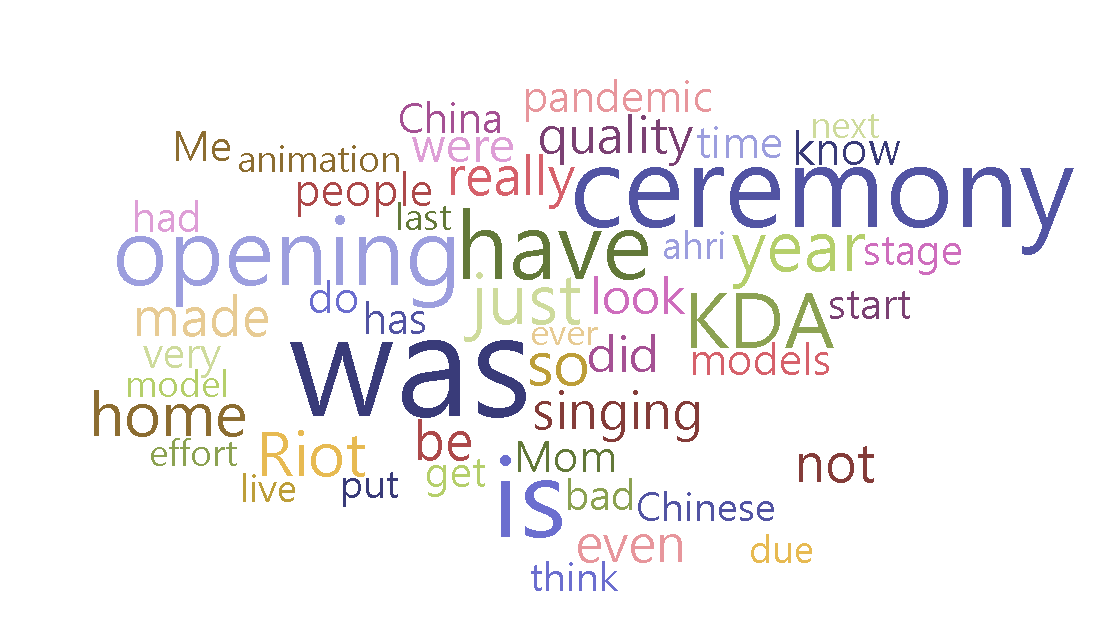 pandemic
China
Me
animation
were
quality
time
next
know
people
really
ceremony
had
last
opening
have
ahri
year
stage
do
has
just
look
KDA
start
made
very
model
was
ever
so
did
models
home
singing
effort
Riot
be
Mom
not
live
put
get
is
bad
Chinese
even
due
think